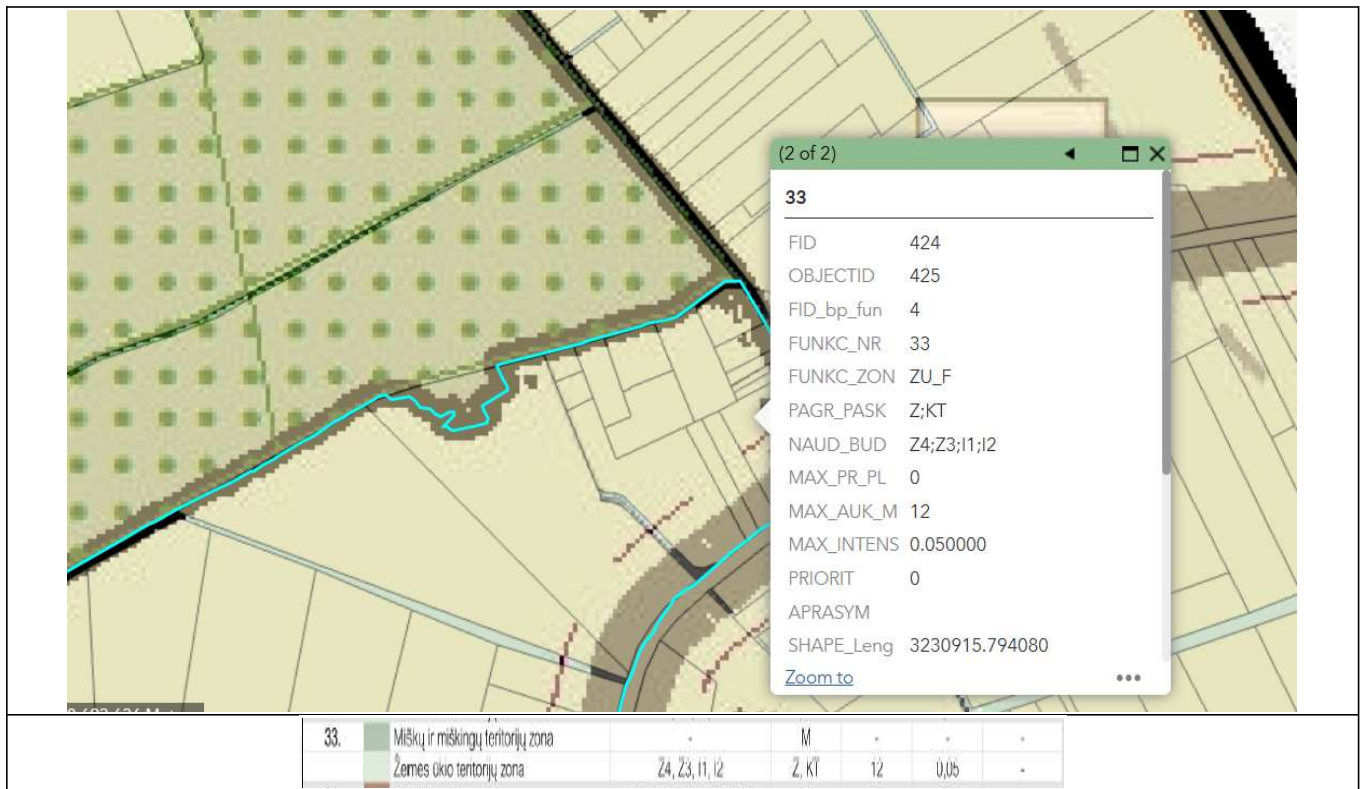 (2 of 2)
33
FID 424
OBJECTID 425
FID_bp_fun 4
FUNKC_NR 33
FUNKC_ZON ZU_F
PAGR_PASK Z;KT
NAUD_BUD Z4;Z3;I1;I2
MAX_PR_PL 0
MAX_AUK_M 12
MAX_INTENS 0.050000
PRIORIT 0
APRASYM
SHAPE_Leng 3230915.794080
Zoom to
33. Miškų ir miškingų teritorijų zona - M - - -
Žemės ūkio teritorijų zona Z4, Z3, I1, I2 Z, KT 12 0,05 -